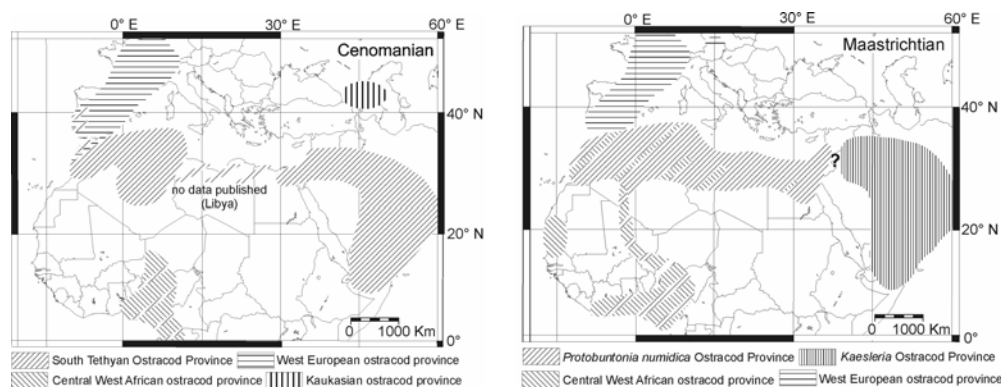 0° E 30° E 60° E
Cenomanian
40° N
no data published
(Libya)
20° N
0 1000 Km
0°
South Tethyan Ostracod Province West European ostracod province
Central West African ostracod province Kaukasian ostracod province
0° E 30° E 60° E
Maastrichtian
40° N
?
20° N
0 1000 Km
0°
Protobuntonia numidica Ostracod Province Kaesleria Ostracod Province
Central West African ostracod province West European ostracod province